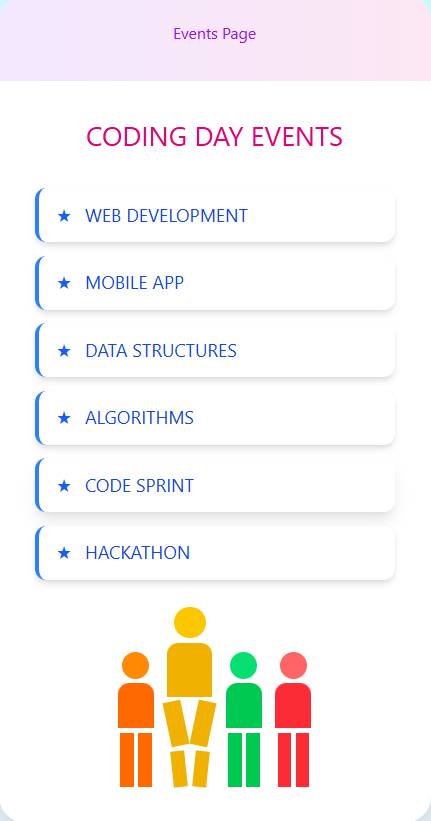 Events Page
CODING DAY EVENTS
★ WEB DEVELOPMENT
★ MOBILE APP
★ DATA STRUCTURES
★ ALGORITHMS
★ CODE SPRINT
★ HACKATHON